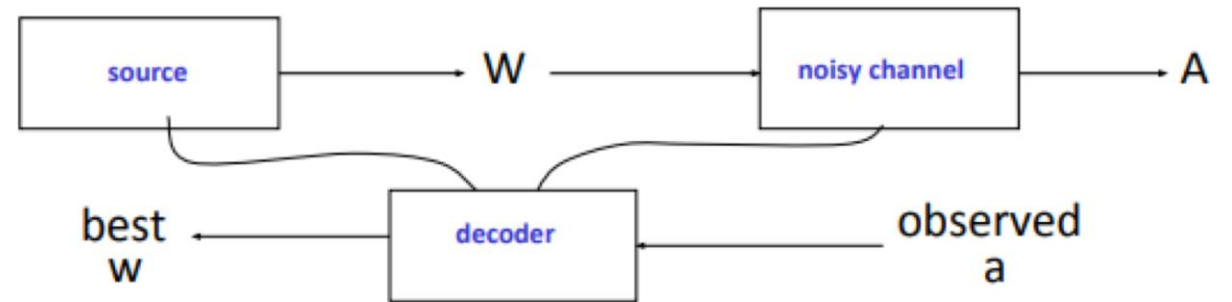 source
W
noisy channel
A
best
w
decoder
observed
a